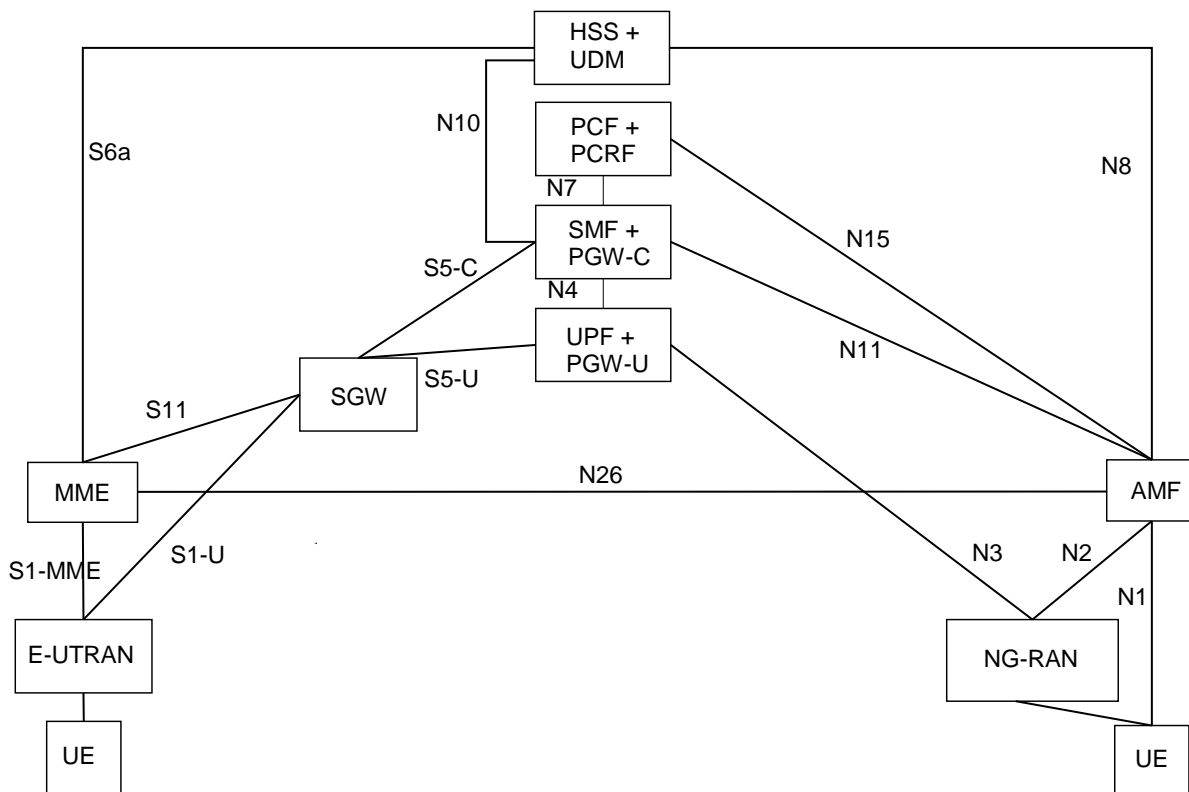 HSS +
UDM
N10
PCF +
PCRF
S6a
N8
N7
SMF +
PGW-C
N15
S5-C
N4
UPF +
PGW-U
N11
S5-U
SGW
S11
N26
MME
AMF
S1-U
N3
N2
S1-MME
N1
E-UTRAN
NG-RAN
UE
UE